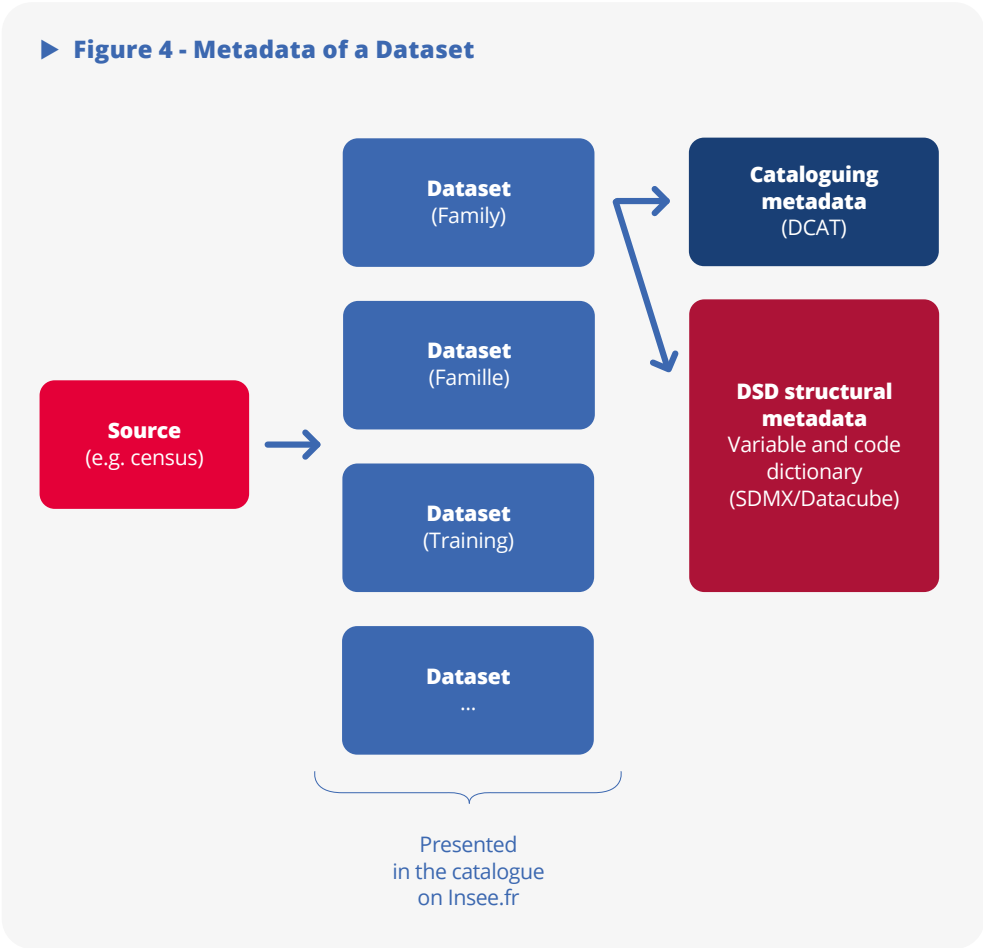 Figure 4 - Metadata of a Dataset
Source
(e.g. census)
Dataset
(Family)
Dataset
(Famille)
Dataset
(Training)
Dataset
...
Cataloguing
metadata
(DCAT)
DSD structural
metadata
Variable and code
dictionary
(SDMX/Datacube)
Presented
in the catalogue
on Insee.fr